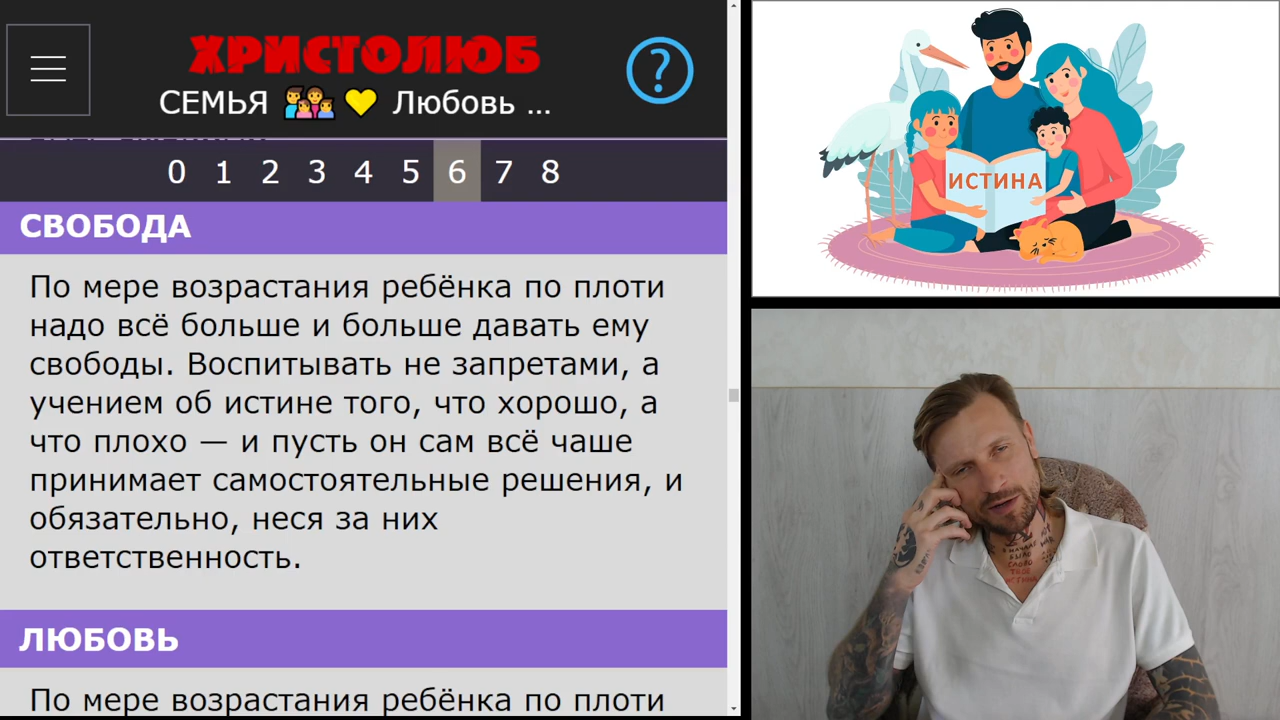 ХРИСТОЛЮБ
СЕМЬЯ 👨‍👩‍👧‍👦 💛 Любовь ...
0 1 2 3 4 5 6 7 8
СВОБОДА
По мере возрастания ребёнка по плоти
надо всё больше и больше давать ему
свободы. Воспитывать не запретами, а
учением об истине того, что хорошо, а
что плохо — и пусть он сам всё чаше
принимает самостоятельные решения, и
обязательно, неся за них
ответственность.
ЛЮБОВЬ
По мере возрастания ребёнка по плоти
ИСТИНА